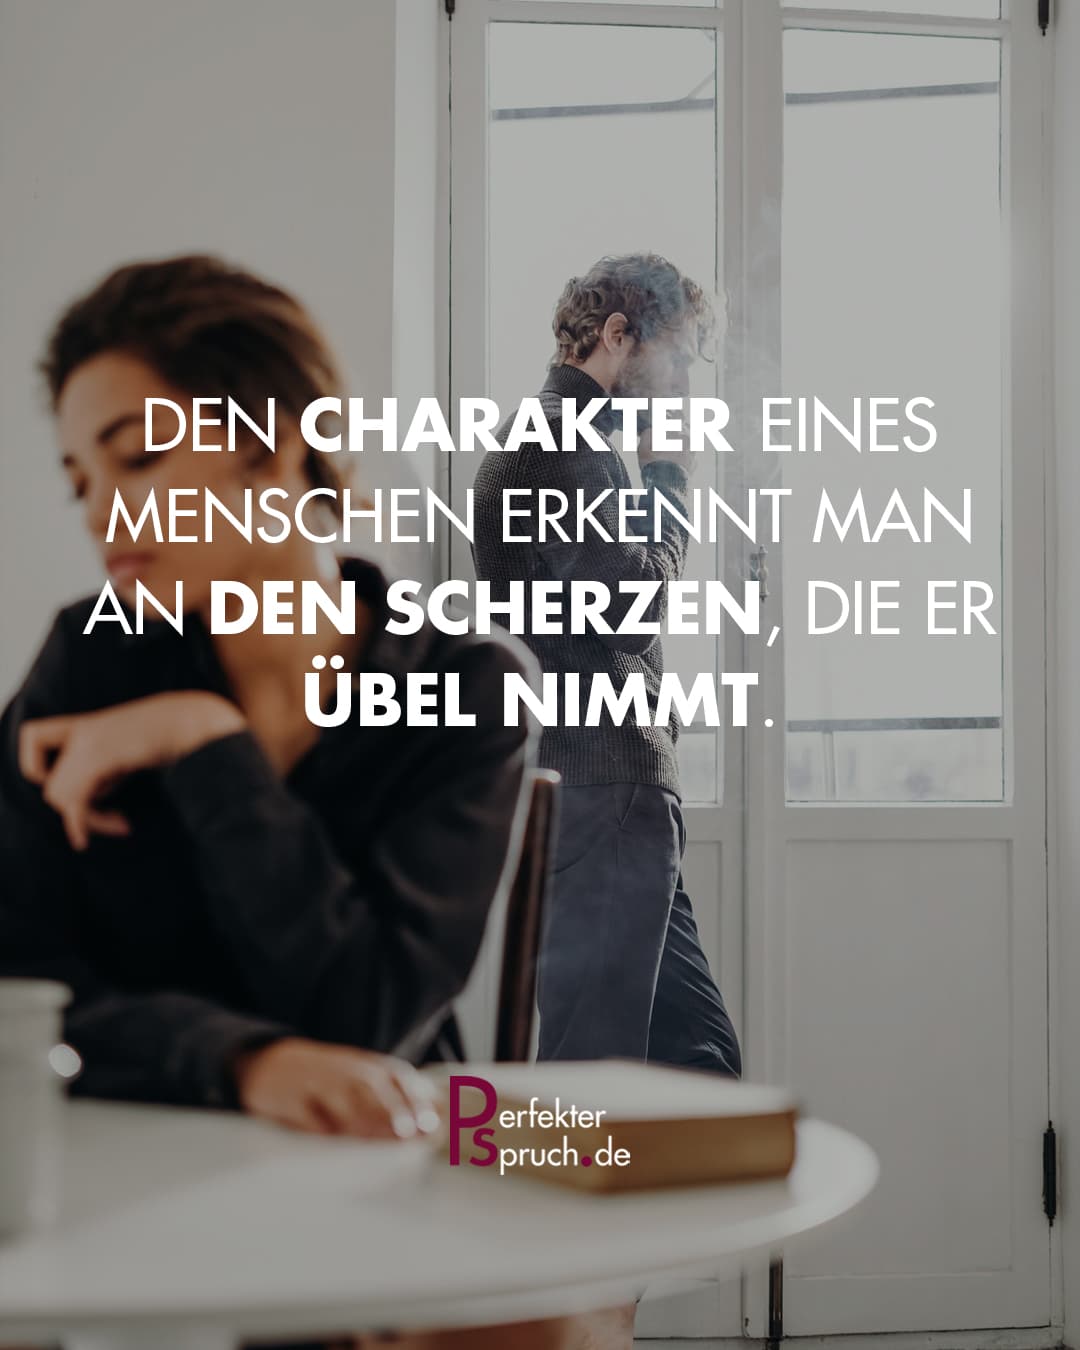 DEN CHARAKTER EINES
MENSCHEN ERKENNT MAN
AN DEN SCHERZEN, DIE ER
ÜBEL NIMMT.
Perfekter
Spruch.de